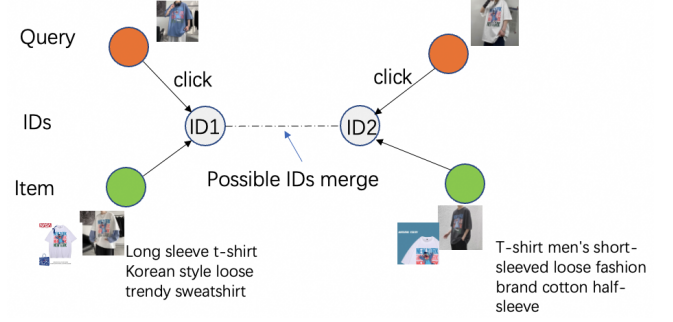 Query
click
click
IDs
ID1
ID2
Possible IDs merge
Item
Long sleeve t-shirt
Korean style loose
trendy sweatshirt
T-shirt men's short-
sleeved loose fashion
brand cotton half-
sleeve